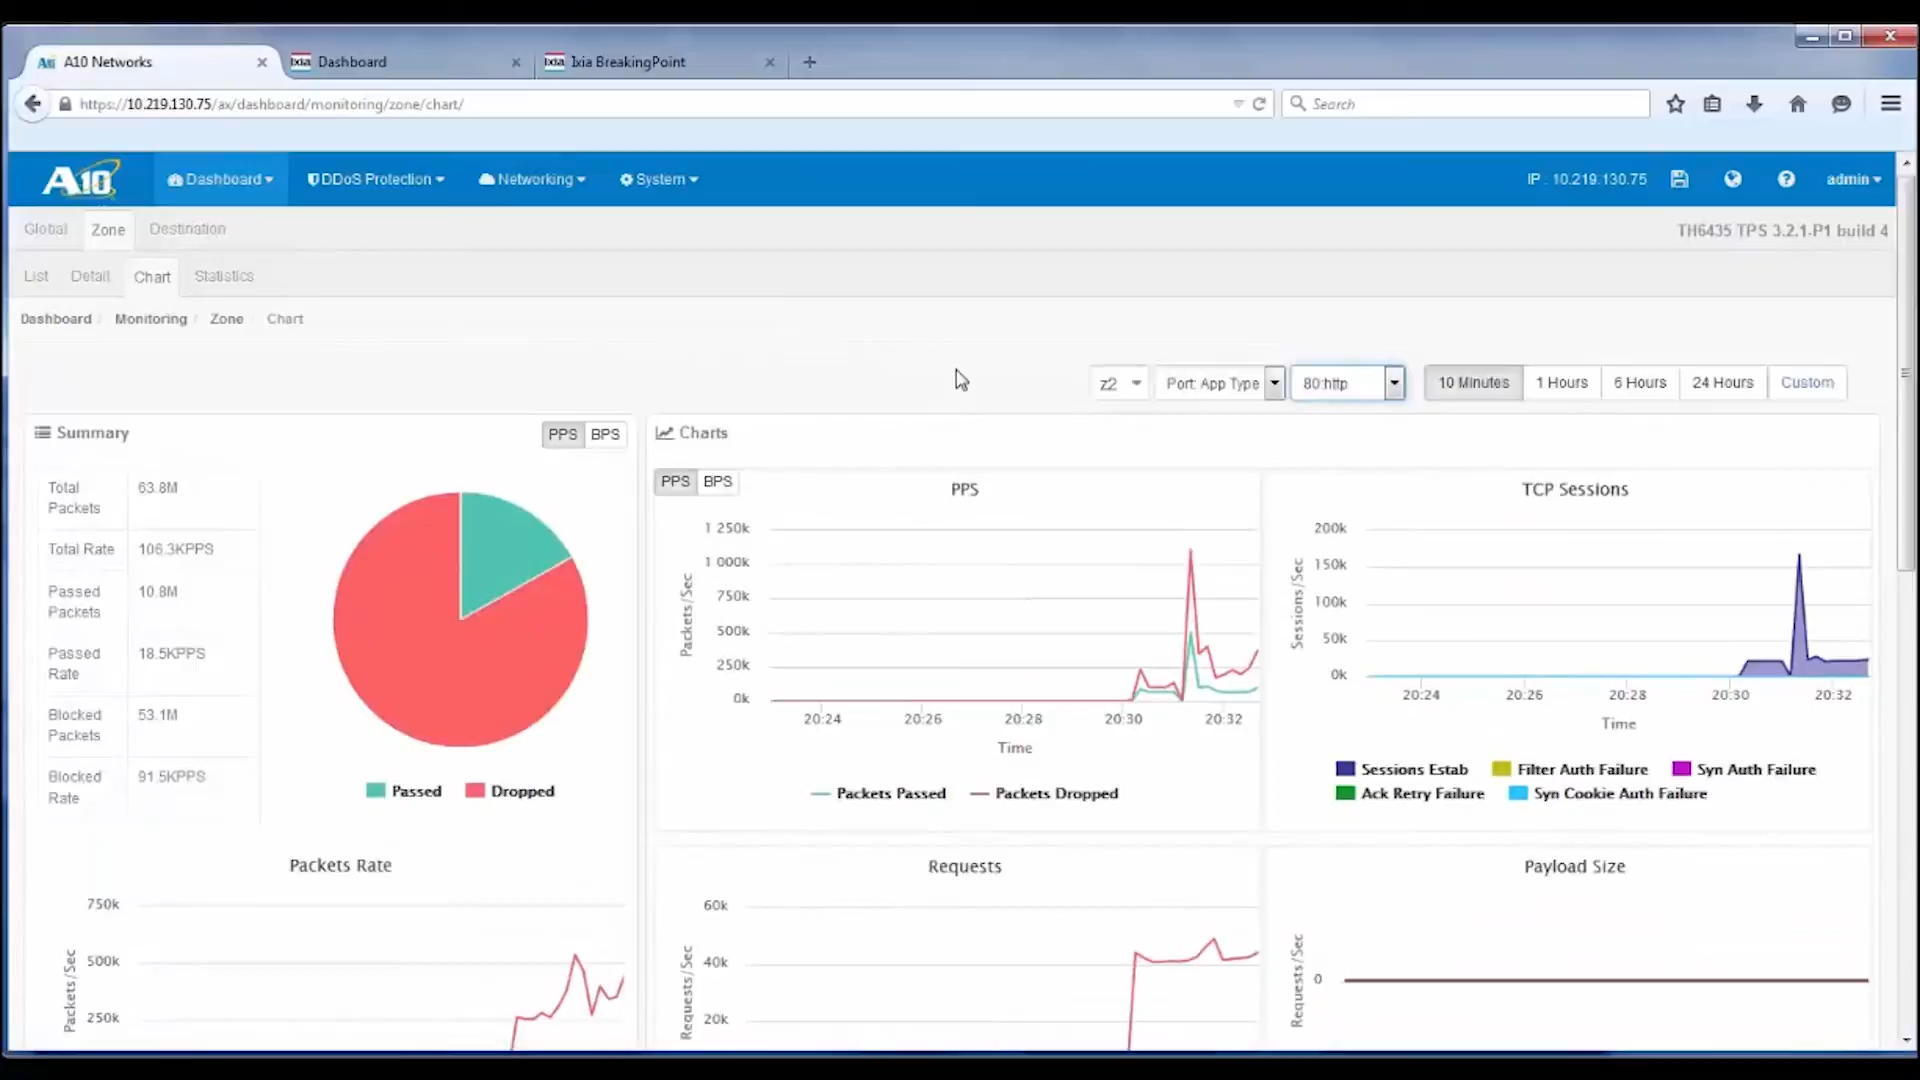 A10 Networks
IXIA Dashboard
IXIA Ixia BreakingPoint
https://10.219.130.75/ax/dashboard/monitoring/zone/chart/
Search
A10
Dashboard
DDoS Protection
Networking
System
IP : 10.219.130.75
admin
Global
Zone
Destination
TH6435 TPS 3.2.1-P1 build 4
List
Detail
Chart
Statistics
Dashboard / Monitoring / Zone / Chart
z2
Port: App Type
80:http
10 Minutes
1 Hours
6 Hours
24 Hours
Custom
Summary
PPS BPS
Total Packets 63.8M
Total Rate 106.3KPPS
Passed Packets 10.8M
Passed Rate 18.5KPPS
Blocked Packets 53.1M
Blocked Rate 91.5KPPS
Passed Dropped
Packets Rate
Packets/Sec
750k
500k
250k
Charts
PPS BPS
PPS
Packets/Sec
1 250k
1 000k
750k
500k
250k
0k
20:24 20:26 20:28 20:30 20:32
Time
Packets Passed Packets Dropped
TCP Sessions
Sessions/Sec
200k
150k
100k
50k
0k
20:24 20:26 20:28 20:30 20:32
Time
Sessions Estab Filter Auth Failure Syn Auth Failure
Ack Retry Failure Syn Cookie Auth Failure
Requests
Requests/Sec
60k
40k
20k
Payload Size
Requests/Sec
0